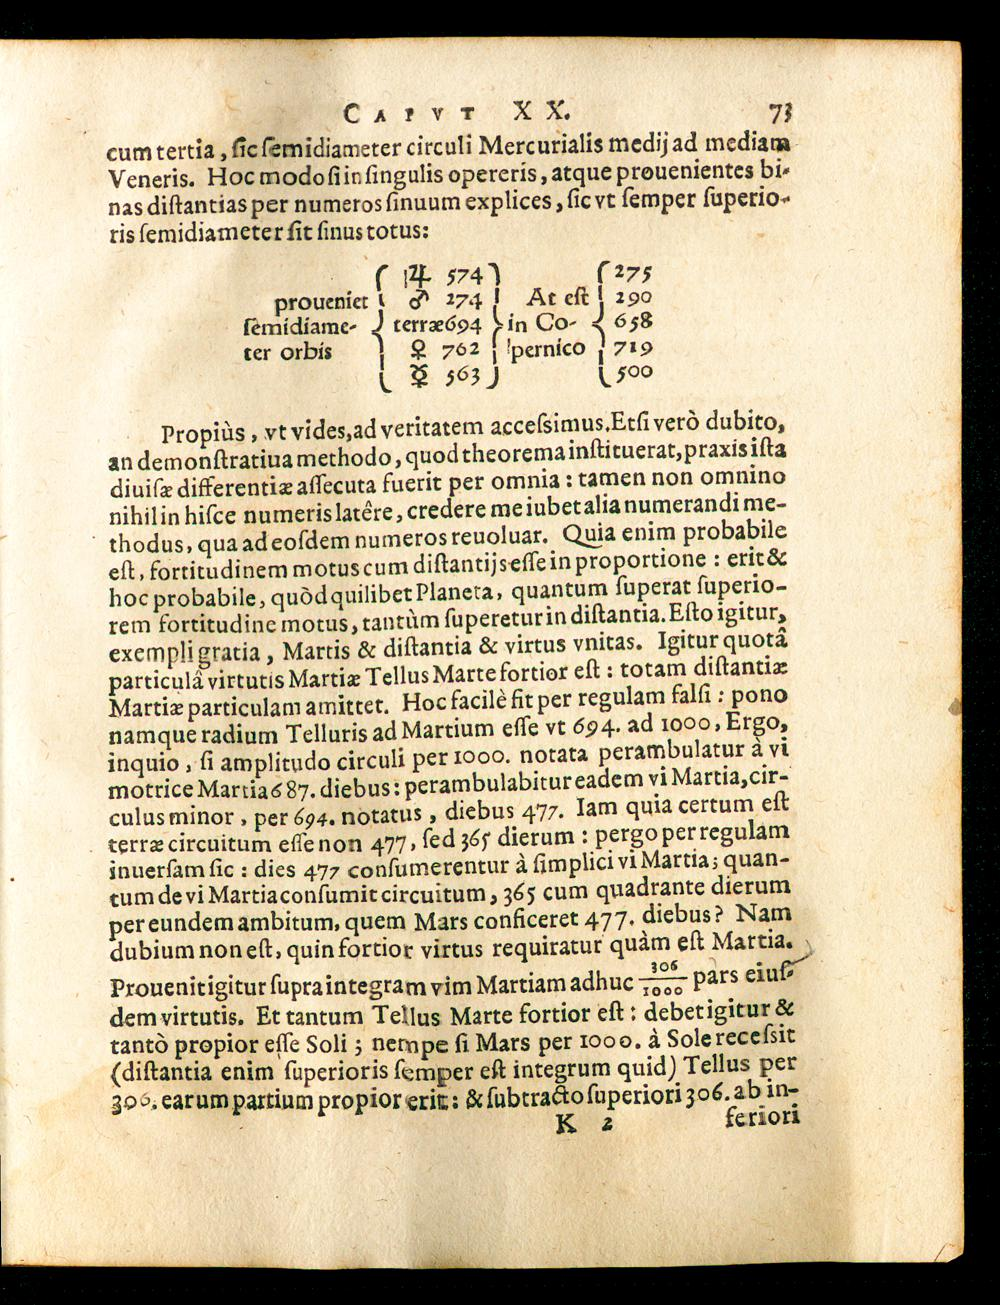 CAPVT XX. 73
cum tertia, ſic ſemidiameter circuli Mercurialis medij ad mediam
Veneris. Hoc modo ſi in ſingulis opereris, atque prouenientes bi-
nas diſtantias per numeros ſinuum explices, ſic vt ſemper ſuperio-
ris ſemidiameter ſit ſinus totus:
♃ 574 275
proueniet ♂ 274 At eſt 290
ſemidiame- terræ 694 in Co- 658
ter orbis ♀ 762 pernico 719
☿ 563 500
Propiùs, vt vides, ad veritatem acceſsimus. Etſi verò dubito,
an demonſtratiua methodo, quod theorema inſtituerat, praxis iſta
diuiſæ differentiæ aſſecuta fuerit per omnia: tamen non omnino
nihil in hiſce numeris latêre, credere me iubet alia numerandi me-
thodus, qua ad eoſdem numeros reuoluar. Quia enim probabile
eſt, fortitudinem motus cum diſtantijs eſſe in proportione: erit &
hoc probabile, quòd quilibet Planeta, quantum ſuperat ſuperio-
rem fortitudine motus, tantùm ſuperetur in diſtantia. Eſto igitur,
exempli gratia, Martis & diſtantia & virtus vnitas. Igitur quotâ
particulâ virtutis Martiæ Tellus Marte fortior eſt: totam diſtantiæ
Martiæ particulam amittet. Hoc facilè fit per regulam falſi: pono
namque radium Telluris ad Martium eſſe vt 694. ad 1000, Ergo,
inquio, ſi amplitudo circuli per 1000. notata perambulatur à vi
motrice Martia 687. diebus: perambulabitur eadem vi Martia, cir-
culus minor, per 694. notatus, diebus 477. Iam quia certum eſt
terræ circuitum eſſe non 477, ſed 365 dierum: pergo per regulam
inuerſam ſic: dies 477 conſumerentur à ſimplici vi Martia; quan-
tum de vi Martia conſumit circuitum, 365 cum quadrante dierum
per eundem ambitum, quem Mars conficeret 477. diebus? Nam
dubium non eſt, quin fortior virtus requiratur quàm eſt Martia.
Prouenit igitur ſupra integram vim Martiam adhuc 306/1000 pars eiuſ-
dem virtutis. Et tantum Tellus Marte fortior eſt: debet igitur &
tantò propior eſſe Soli; nempe ſi Mars per 1000. à Sole receſsit
(diſtantia enim ſuperioris ſemper eſt integrum quid) Tellus per
306. earum partium propior erit: & ſubtracto ſuperiori 306. ab in-
K 2 feriori